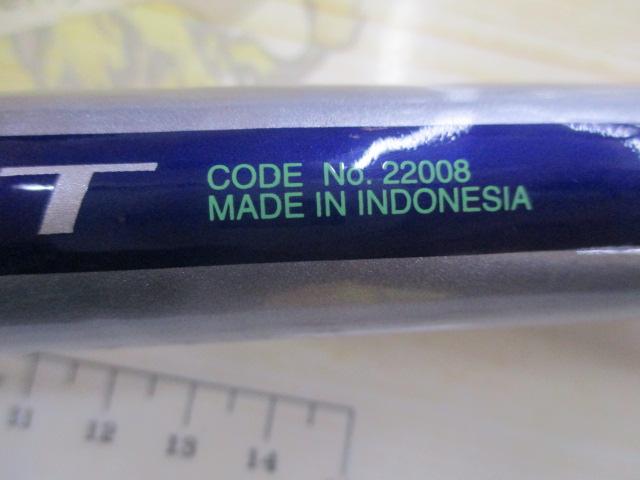 T
CODE No. 22008
MADE IN INDONESIA
11 12 13 14